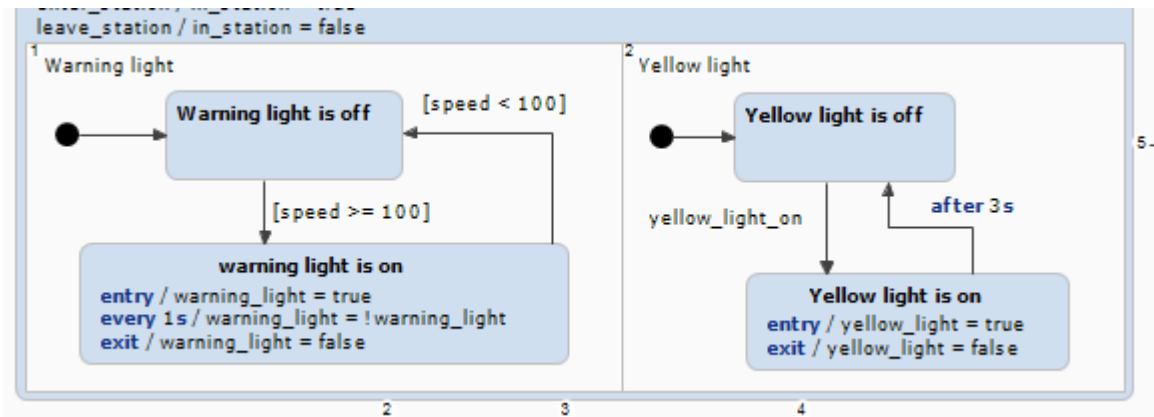 leave_station / in_station = false
1
Warning light
Warning light is off
[speed < 100]
[speed >= 100]
warning light is on
entry / warning_light = true
every 1s / warning_light = !warning_light
exit / warning_light = false
2
Yellow light
Yellow light is off
yellow_light_on
after 3s
Yellow light is on
entry / yellow_light = true
exit / yellow_light = false
5
2
3
4